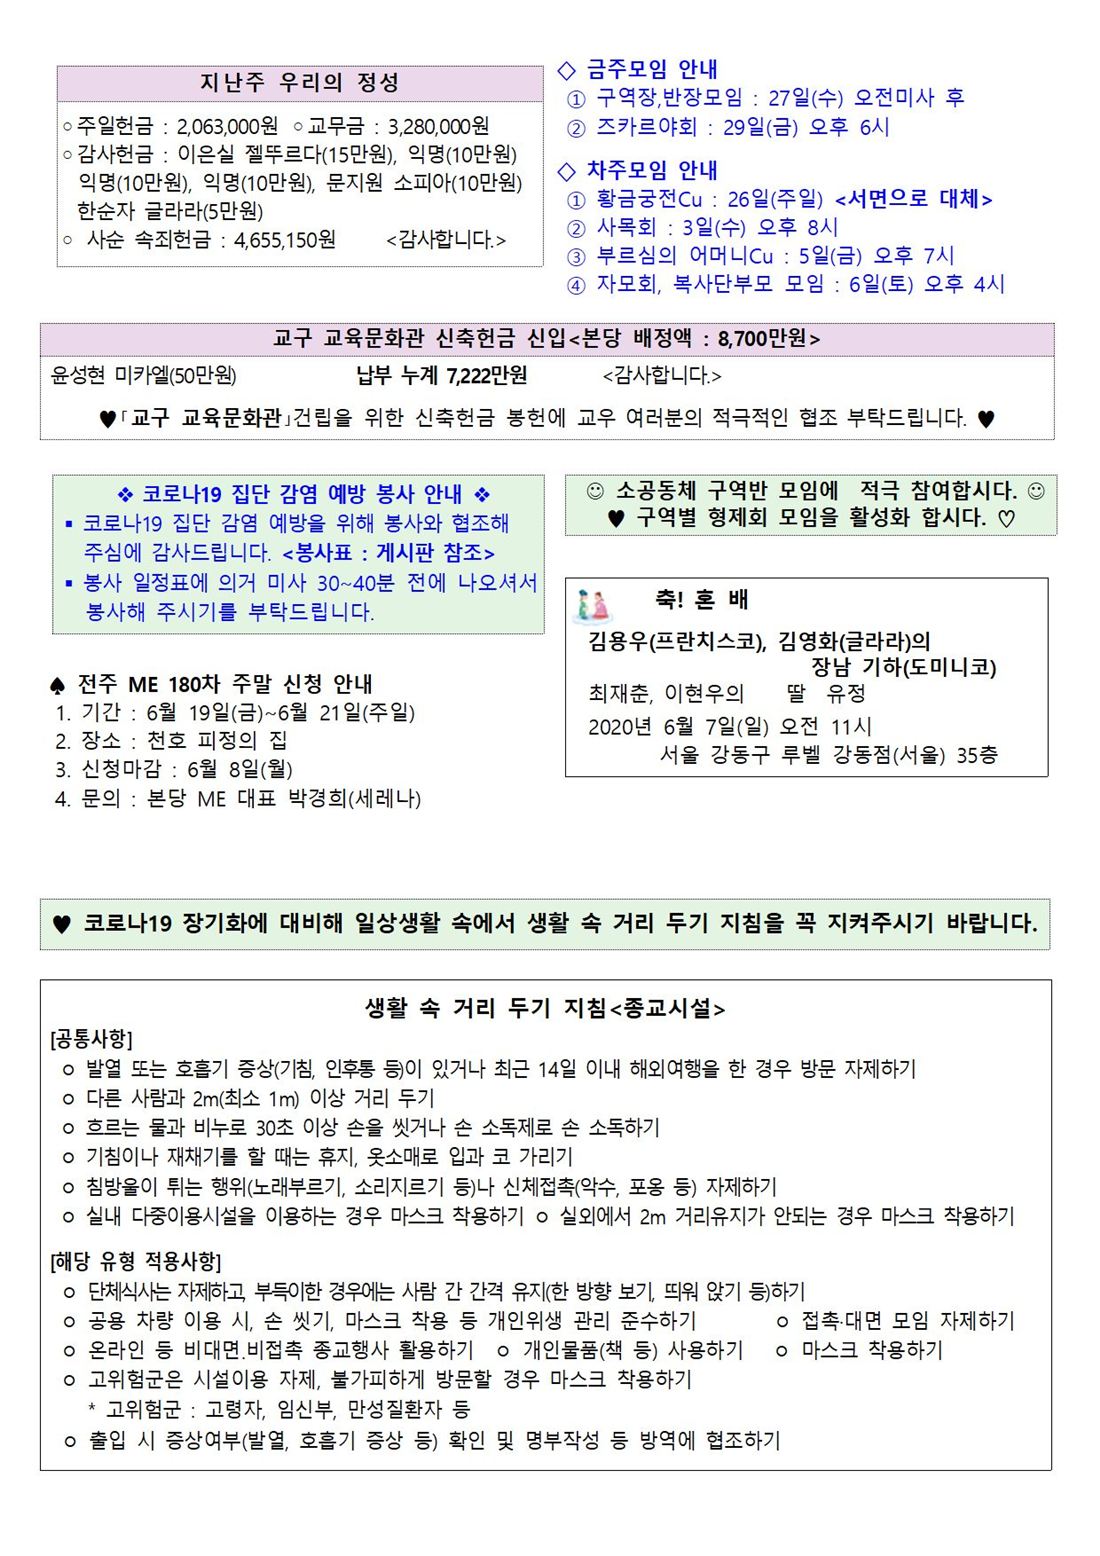 지난주 우리의 정성
○주일헌금 : 2,063,000원 ○교무금 : 3,280,000원
○감사헌금 : 이은실 젤뚜르다(15만원), 익명(10만원)
익명(10만원), 익명(10만원), 문지원 소피아(10만원)
한순자 글라라(5만원)
○ 사순 속죄헌금 : 4,655,150원 <감사합니다.>
◇ 금주모임 안내
① 구역장,반장모임 : 27일(수) 오전미사 후
② 즈카르야회 : 29일(금) 오후 6시
◇ 차주모임 안내
① 황금궁전Cu : 26일(주일) <서면으로 대체>
② 사목회 : 3일(수) 오후 8시
③ 부르심의 어머니Cu : 5일(금) 오후 7시
④ 자모회, 복사단부모 모임 : 6일(토) 오후 4시
교구 교육문화관 신축헌금 신입<본당 배정액 : 8,700만원>
윤성현 미카엘(50만원) 납부 누계 7,222만원 <감사합니다.>
♥「교구 교육문화관」건립을 위한 신축헌금 봉헌에 교우 여러분의 적극적인 협조 부탁드립니다. ♥
❖ 코로나19 집단 감염 예방 봉사 안내 ❖
▪ 코로나19 집단 감염 예방을 위해 봉사와 협조해
주심에 감사드립니다. <봉사표 : 게시판 참조>
▪ 봉사 일정표에 의거 미사 30~40분 전에 나오셔서
봉사해 주시기를 부탁드립니다.
☺ 소공동체 구역반 모임에 적극 참여합시다. ☺
♥ 구역별 형제회 모임을 활성화 합시다. ♡
축! 혼 배
김용우(프란치스코), 김영화(글라라)의
장남 기하(도미니코)
최재춘, 이현우의 딸 유정
2020년 6월 7일(일) 오전 11시
서울 강동구 루벨 강동점(서울) 35층
♠ 전주 ME 180차 주말 신청 안내
1. 기간 : 6월 19일(금)~6월 21일(주일)
2. 장소 : 천호 피정의 집
3. 신청마감 : 6월 8일(월)
4. 문의 : 본당 ME 대표 박경희(세레나)
♥ 코로나19 장기화에 대비해 일상생활 속에서 생활 속 거리 두기 지침을 꼭 지켜주시기 바랍니다.
생활 속 거리 두기 지침<종교시설>
[공통사항]
○ 발열 또는 호흡기 증상(기침, 인후통 등)이 있거나 최근 14일 이내 해외여행을 한 경우 방문 자제하기
○ 다른 사람과 2m(최소 1m) 이상 거리 두기
○ 흐르는 물과 비누로 30초 이상 손을 씻거나 손 소독제로 손 소독하기
○ 기침이나 재채기를 할 때는 휴지, 옷소매로 입과 코 가리기
○ 침방울이 튀는 행위(노래부르기, 소리지르기 등)나 신체접촉(악수, 포옹 등) 자제하기
○ 실내 다중이용시설을 이용하는 경우 마스크 착용하기 ○ 실외에서 2m 거리유지가 안되는 경우 마스크 착용하기
[해당 유형 적용사항]
○ 단체식사는 자제하고, 부득이한 경우에는 사람 간 간격 유지(한 방향 보기, 띄워 앉기 등)하기
○ 공용 차량 이용 시, 손 씻기, 마스크 착용 등 개인위생 관리 준수하기 ○ 접촉·대면 모임 자제하기
○ 온라인 등 비대면.비접촉 종교행사 활용하기 ○ 개인물품(책 등) 사용하기 ○ 마스크 착용하기
○ 고위험군은 시설이용 자제, 불가피하게 방문할 경우 마스크 착용하기
* 고위험군 : 고령자, 임신부, 만성질환자 등
○ 출입 시 증상여부(발열, 호흡기 증상 등) 확인 및 명부작성 등 방역에 협조하기